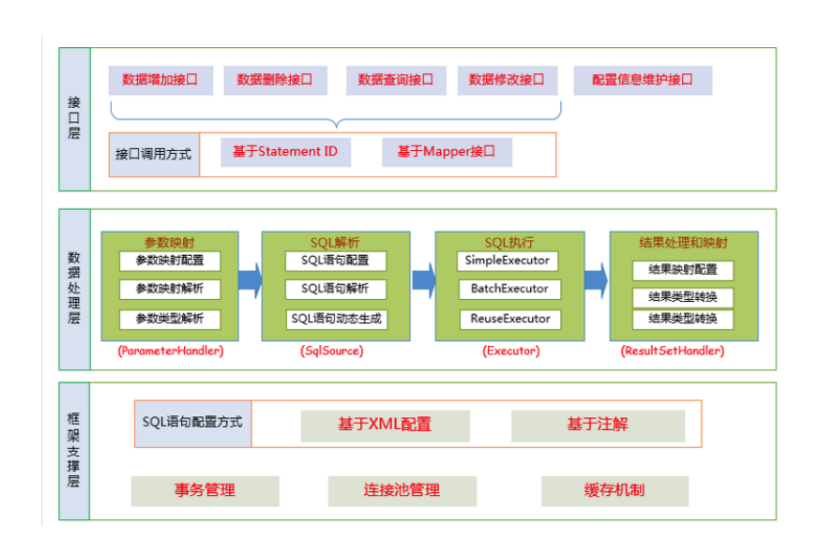 接口层
数据增加接口
数据删除接口
数据查询接口
数据修改接口
配置信息维护接口
接口调用方式
基于Statement ID
基于Mapper接口
数据处理层
参数映射
参数映射配置
参数映射解析
参数类型解析
(ParameterHandler)
SQL解析
SQL语句配置
SQL语句解析
SQL语句动态生成
(SqlSource)
SQL执行
SimpleExecutor
BatchExecutor
ReuseExecutor
(Executor)
结果处理和映射
结果映射配置
结果类型转换
结果类型转换
(ResultSetHandler)
框架支撑层
SQL语句配置方式
基于XML配置
基于注解
事务管理
连接池管理
缓存机制